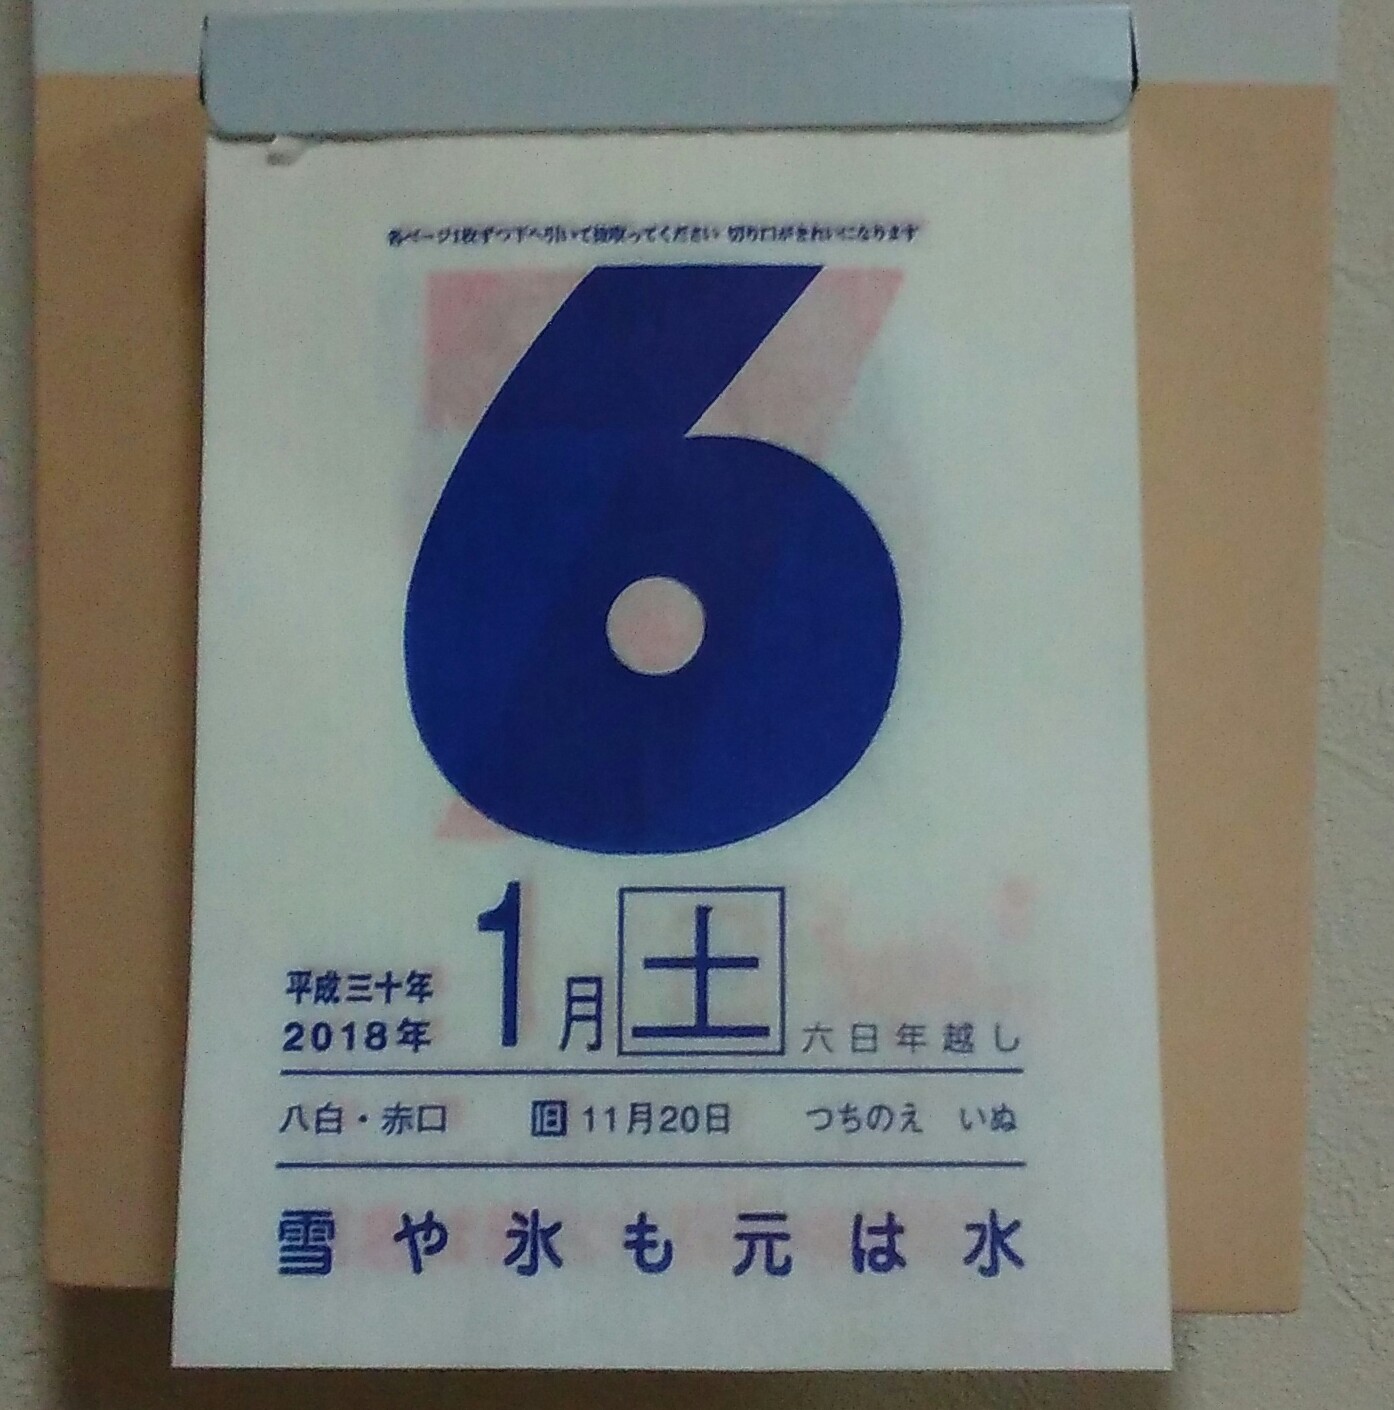 各ページ1枚ずつ下へ引いて切取ってください 切り口がきれいになります
6
平成三十年
2018年
1月 土 六日年越し
八白・赤口 旧 11月20日 つちのえ いぬ
雪や氷も元は水